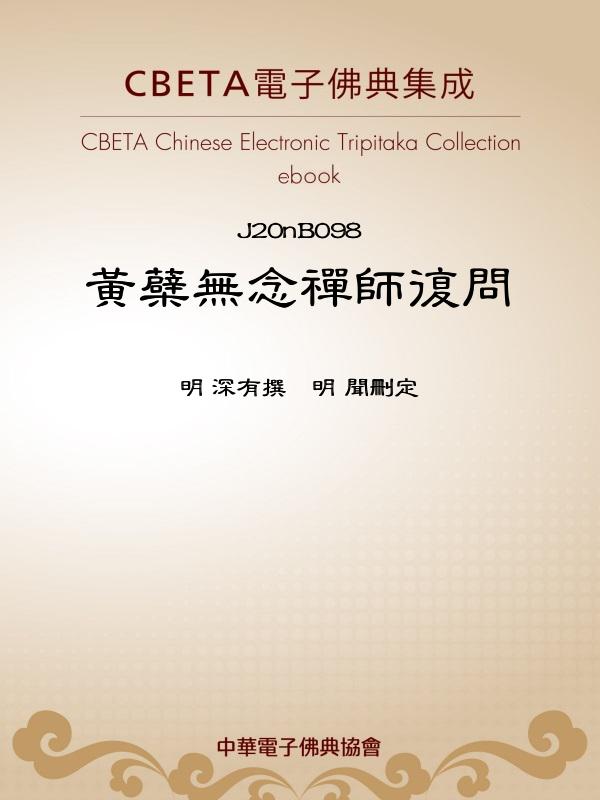 CBETA電子佛典集成
CBETA Chinese Electronic Tripitaka Collection
ebook
J20nB098
黃蘗無念禪師復問
明 深有撰　明 聞刪定
中華電子佛典協會